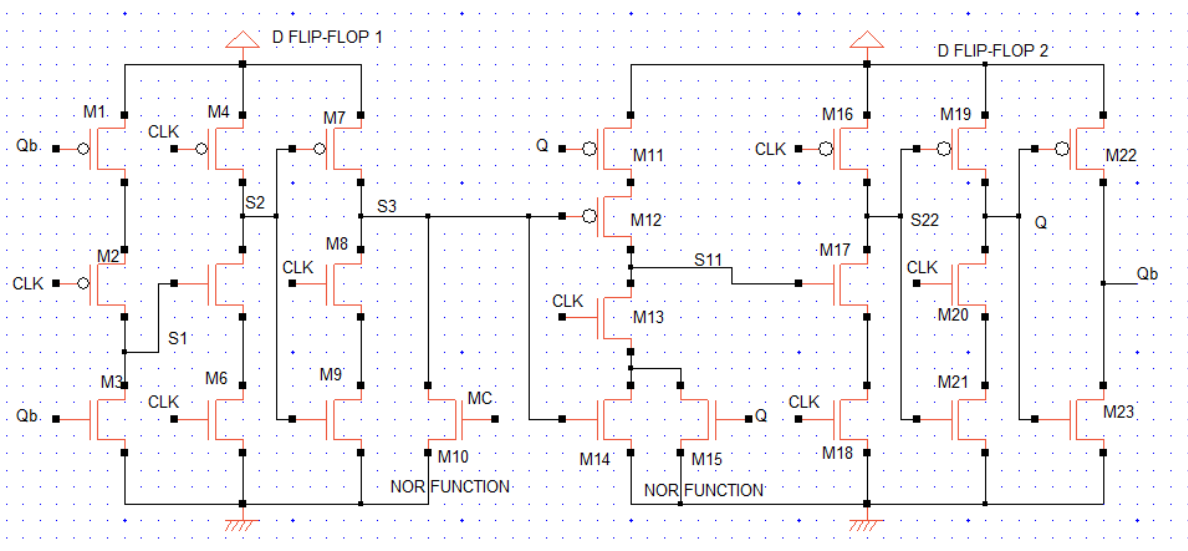 D FLIP-FLOP 1
D FLIP-FLOP 2
M1
M4
M7
M16
M19
Qb
CLK
Q
M11
CLK
M22
S2
S3
M12
S22
Q
M2
M8
S11
M17
CLK
CLK
CLK
M13
CLK
M20
Qb
S1
M3
M6
M9
MC
M21
Qb
CLK
Q
CLK
M23
M10
M14
M15
M18
NOR FUNCTION
NOR FUNCTION